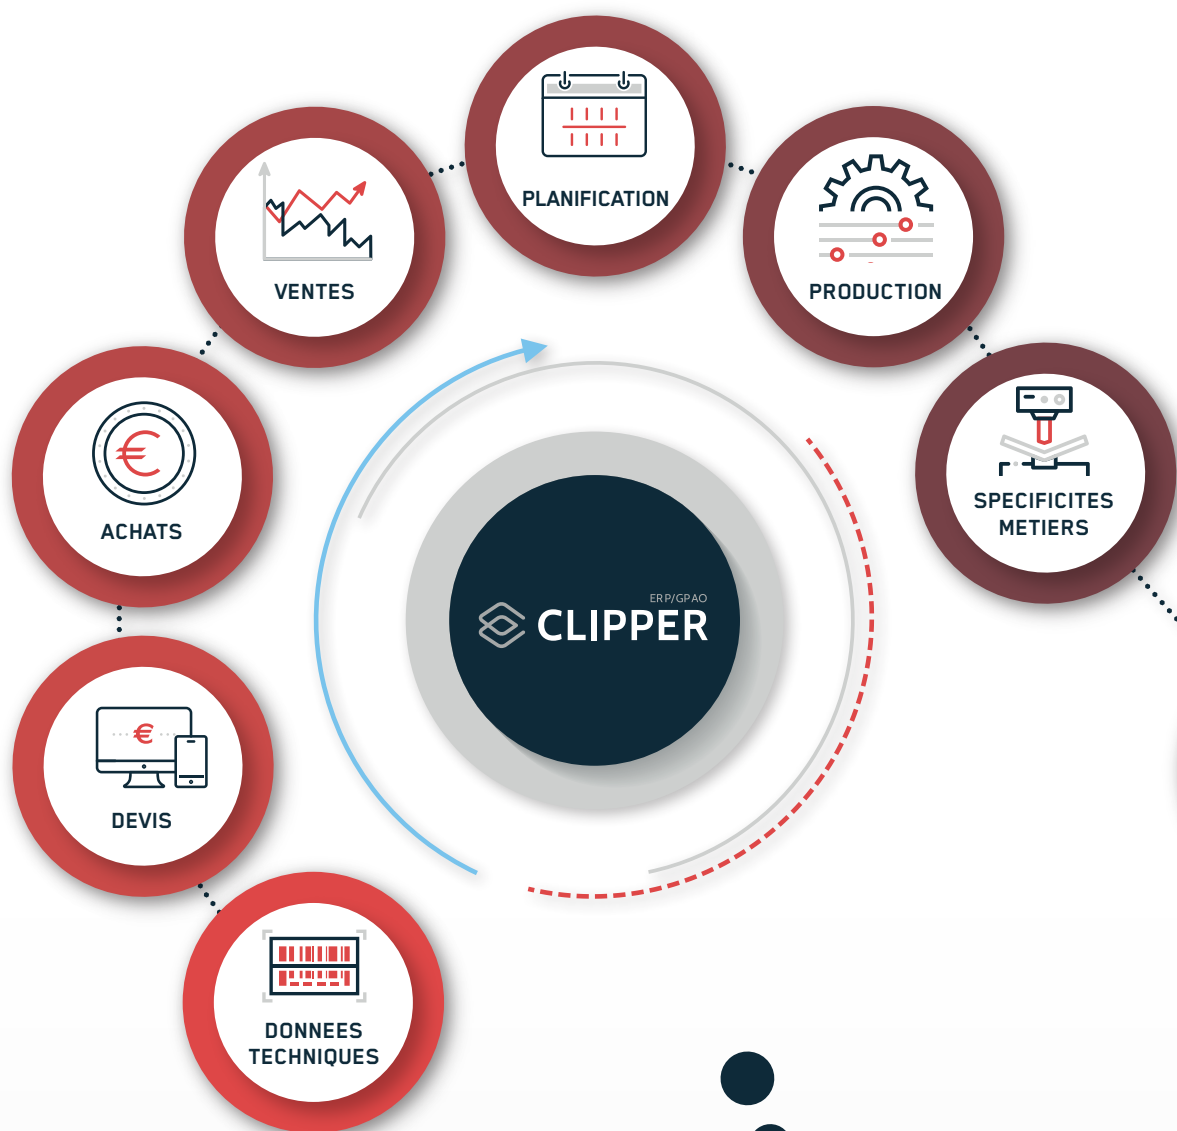 PLANIFICATION
VENTES
PRODUCTION
ACHATS
SPECIFICITES
METIERS
ERP/GPAO
CLIPPER
DEVIS
DONNEES
TECHNIQUES